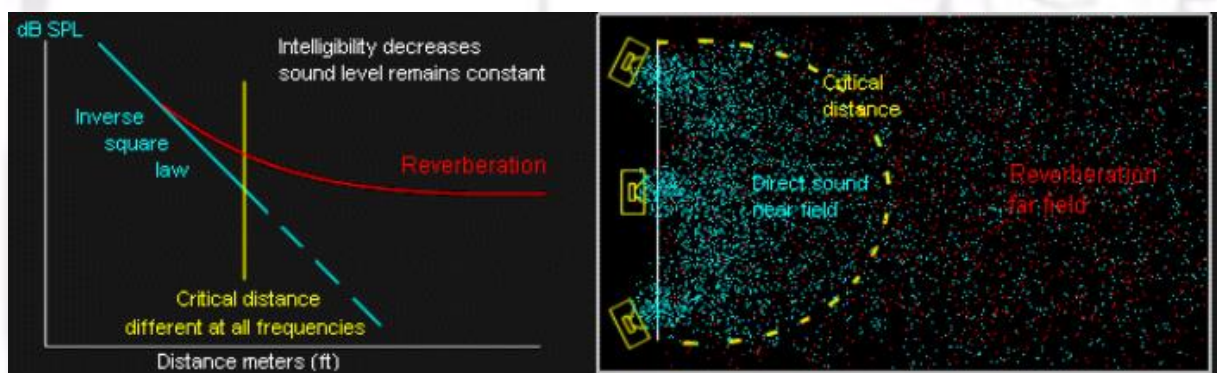 dB SPL
Intelligibility decreases
sound level remains constant
Inverse
square
law
Reverberation
Critical distance
different at all frequencies
Distance meters (ft)
Critical
distance
Direct sound
near field
Reverberation
far field